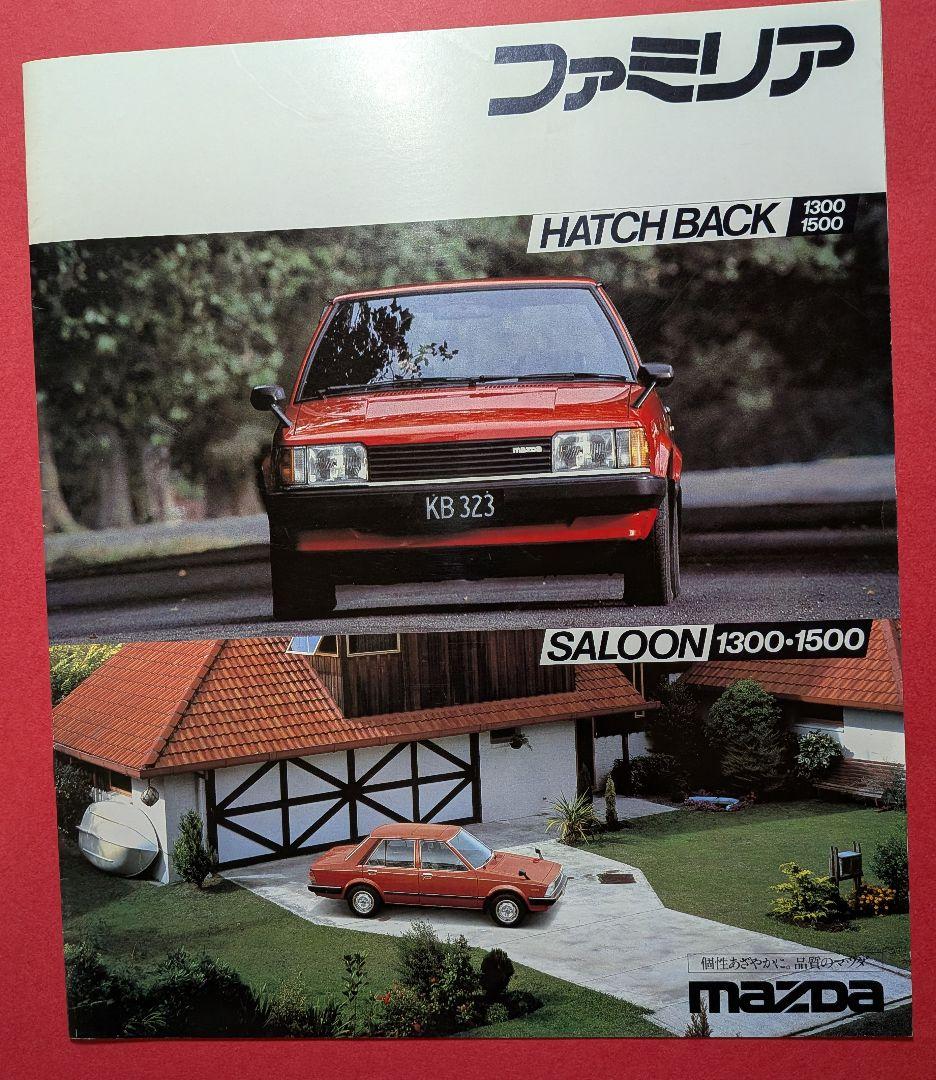 ファミリア
HATCH BACK 1300
1500
mazda
KB 323
SALOON 1300・1500
個性あざやかに。品質のマツダ
mazda